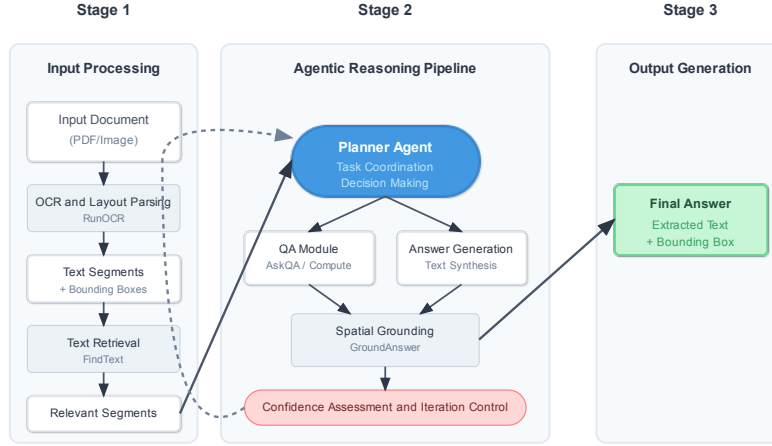 Stage 1
Stage 2
Stage 3
Input Processing
Input Document
(PDF/Image)
OCR and Layout Parsing
RunOCR
Text Segments
+ Bounding Boxes
Text Retrieval
FindText
Relevant Segments
Agentic Reasoning Pipeline
Planner Agent
Task Coordination
Decision Making
QA Module
AskQA / Compute
Answer Generation
Text Synthesis
Spatial Grounding
GroundAnswer
Confidence Assessment and Iteration Control
Output Generation
Final Answer
Extracted Text
+ Bounding Box